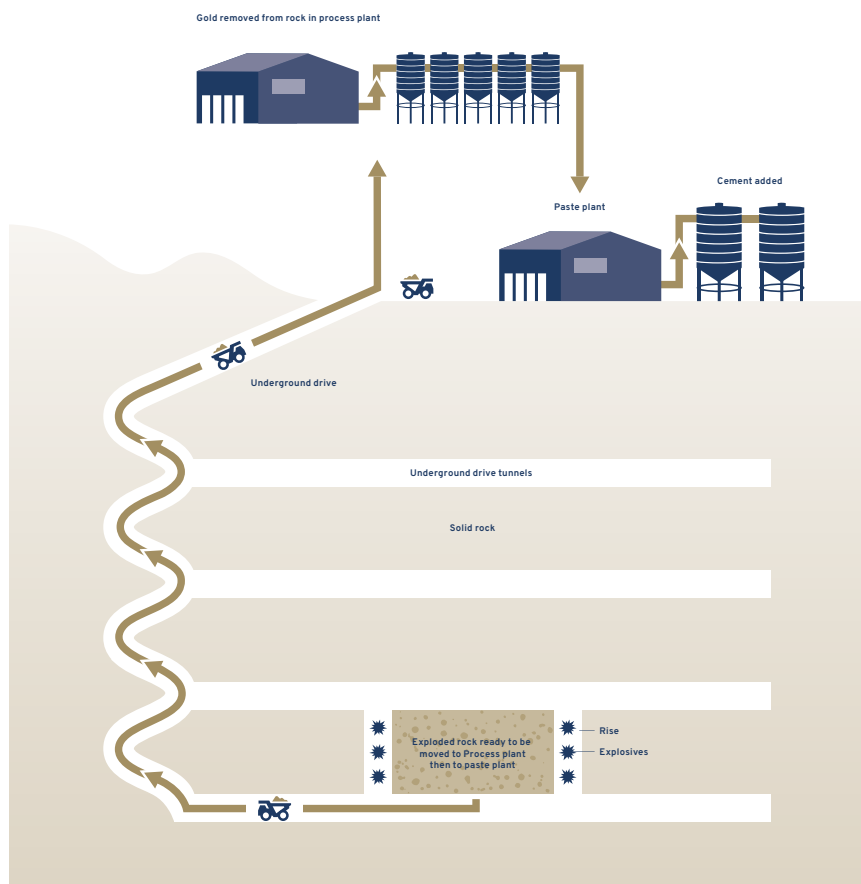 Gold removed from rock in process plant
Cement added
Paste plant
Underground drive
Underground drive tunnels
Solid rock
Rise
Exploded rock ready to be
moved to Process plant
then to paste plant
Explosives